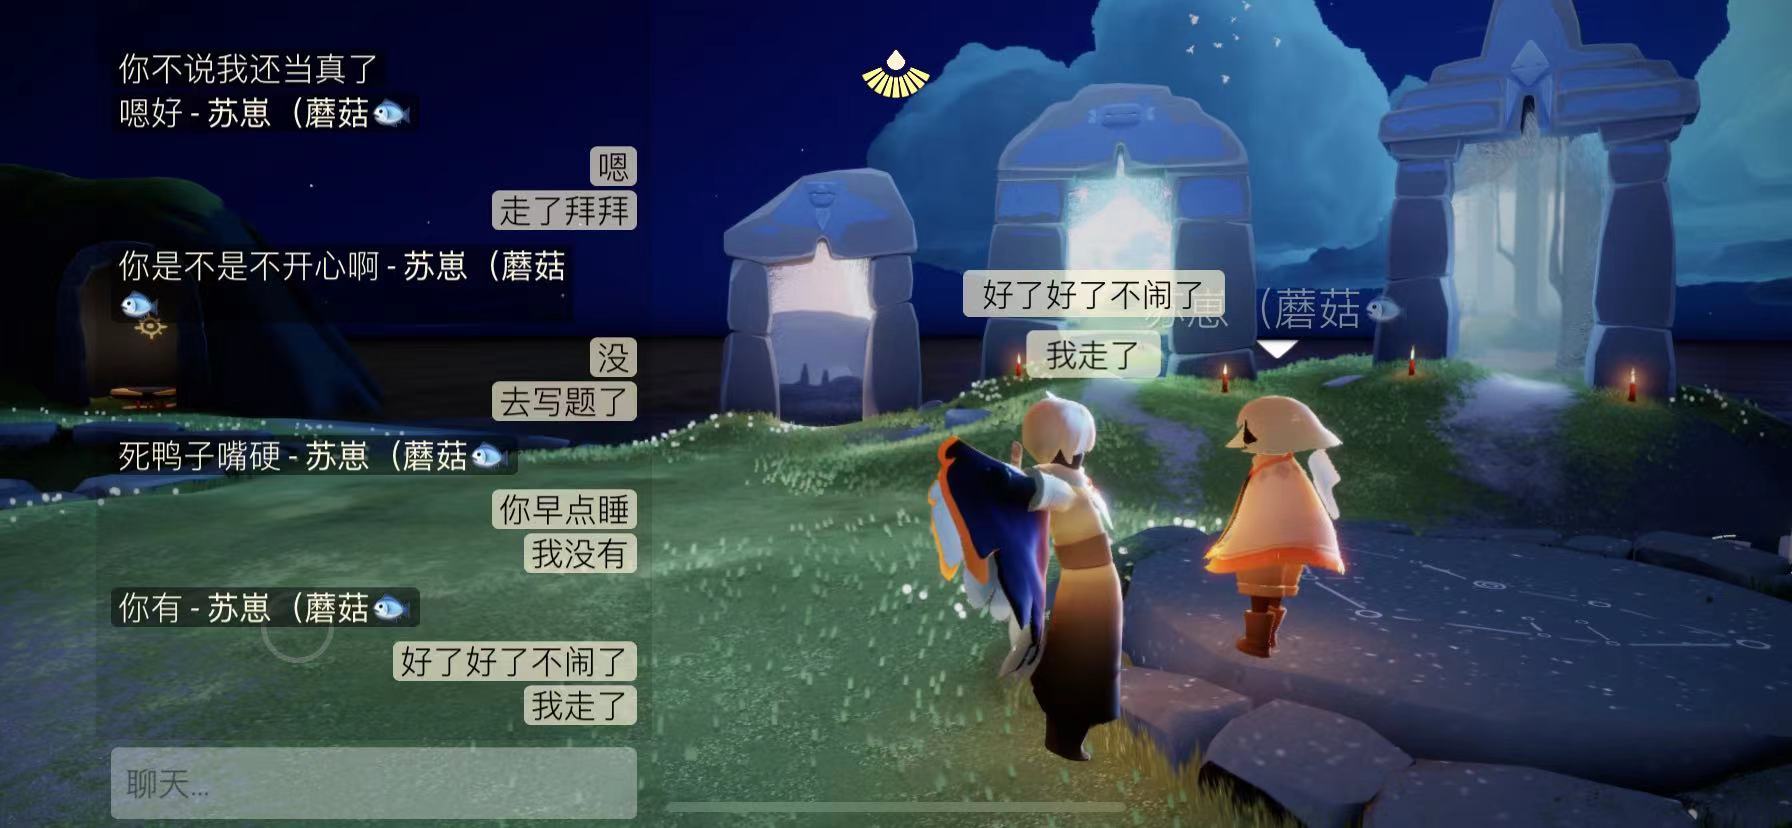 你不说我还当真了
嗯好 - 苏崽（蘑菇🐟
嗯
走了拜拜
你是不是不开心啊 - 苏崽（蘑菇
🐟
没
去写题了
死鸭子嘴硬 - 苏崽（蘑菇🐟
你早点睡
我没有
你有 - 苏崽（蘑菇🐟
好了好了不闹了
我走了
聊天...
好了好了不闹了
苏崽（蘑菇🐟
我走了